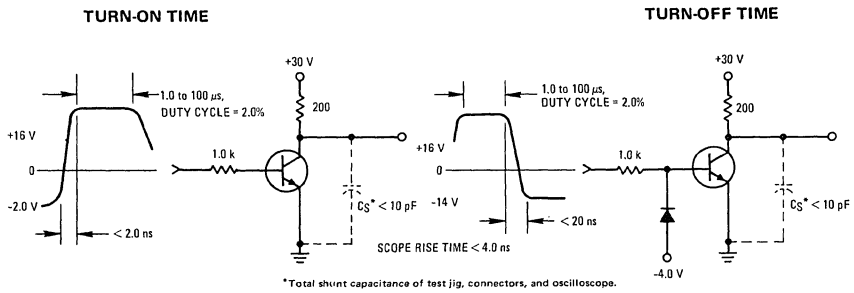 TURN-ON TIME
+30 V
200
1.0 to 100 μs,
DUTY CYCLE = 2.0%
+16 V
0
-2.0 V
< 2.0 ns
1.0 k
CS* < 10 pF
TURN-OFF TIME
+30 V
200
1.0 to 100 μs,
DUTY CYCLE = 2.0%
+16 V
0
-14 V
< 20 ns
1.0 k
CS* < 10 pF
-4.0 V
SCOPE RISE TIME < 4.0 ns
*Total shunt capacitance of test jig, connectors, and oscilloscope.